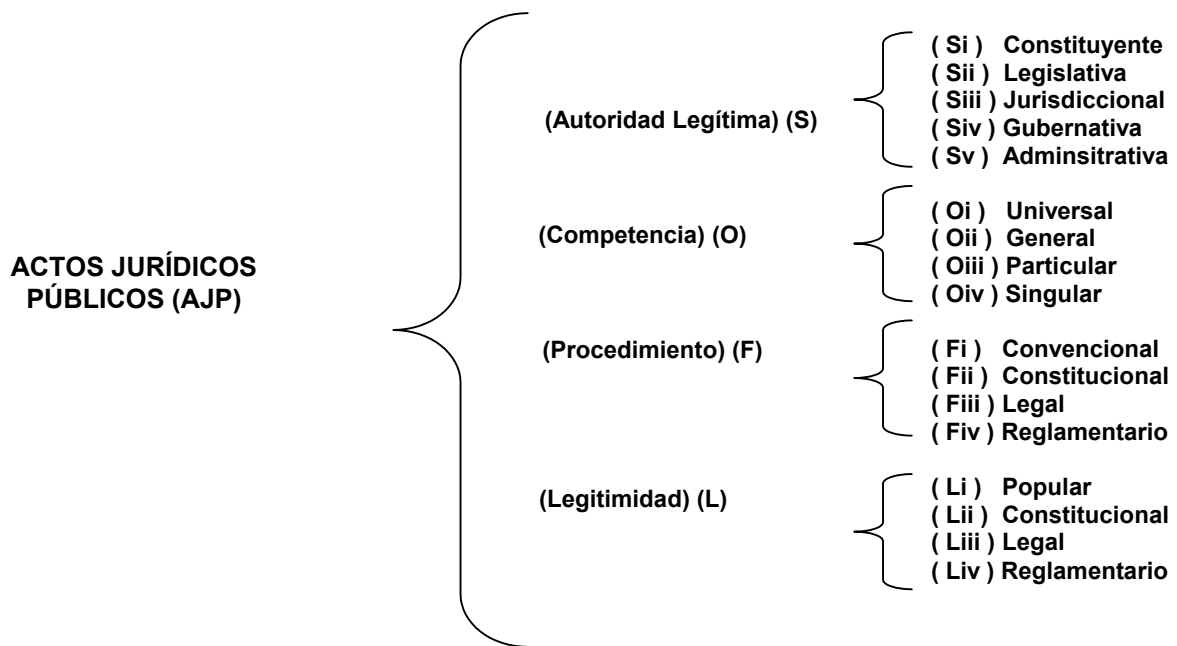 ACTOS JURÍDICOS
PÚBLICOS (AJP)
(Autoridad Legítima) (S)
( Si )   Constituyente
( Sii )  Legislativa
( Siii ) Jurisdiccional
( Siv )  Gubernativa
( Sv )  Adminsitrativa
(Competencia) (O)
( Oi )   Universal
( Oii )  General
( Oiii ) Particular
( Oiv ) Singular
(Procedimiento) (F)
( Fi )   Convencional
( Fii )  Constitucional
( Fiii ) Legal
( Fiv ) Reglamentario
(Legitimidad) (L)
( Li )   Popular
( Lii )  Constitucional
( Liii ) Legal
( Liv ) Reglamentario